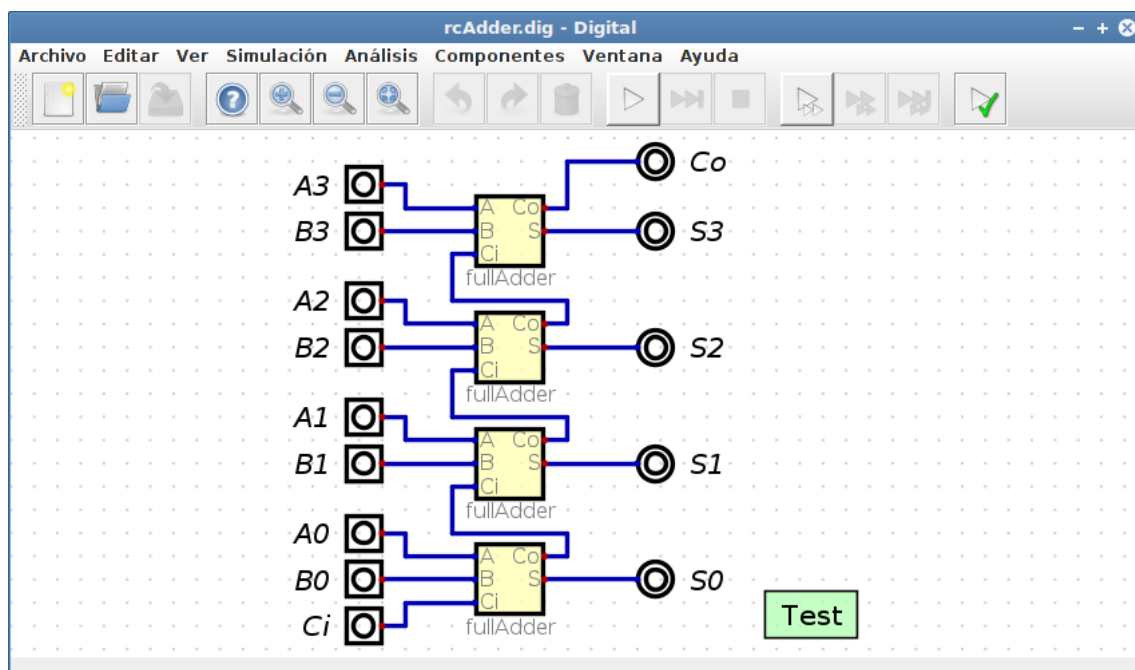 rcAdder.dig - Digital
Archivo Editar Ver Simulación Análisis Componentes Ventana Ayuda
Co
A3
A Co
B3
B S
S3
Ci
fullAdder
A2
A Co
B2
B S
S2
Ci
fullAdder
A1
A Co
B1
B S
S1
Ci
fullAdder
A0
A Co
B0
B S
S0
Ci
Ci
fullAdder
Test